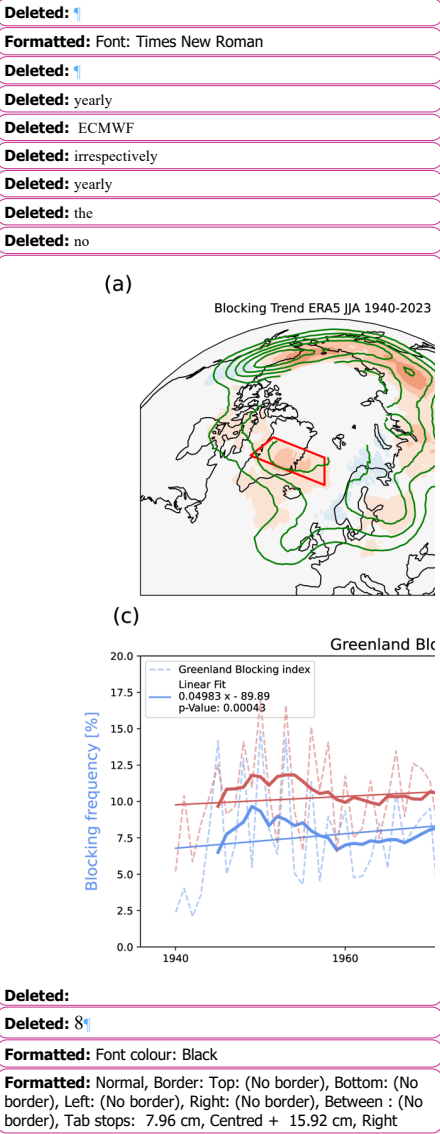 Deleted: ¶
Formatted: Font: Times New Roman
Deleted: ¶
Deleted: yearly
Deleted: ECMWF
Deleted: irrespectively
Deleted: yearly
Deleted: the
Deleted: no
(a)
Blocking Trend ERA5 JJA 1940-2023
(c)
Greenland Blo
20.0
17.5
15.0
12.5
10.0
7.5
5.0
2.5
0.0
Blocking frequency [%]
Greenland Blocking index
Linear Fit
0.04983 x - 89.89
p-Value: 0.00043
1940
1960
Deleted:
Deleted: 8¶
Formatted: Font colour: Black
Formatted: Normal, Border: Top: (No border), Bottom: (No
border), Left: (No border), Right: (No border), Between : (No
border), Tab stops: 7.96 cm, Centred + 15.92 cm, Right